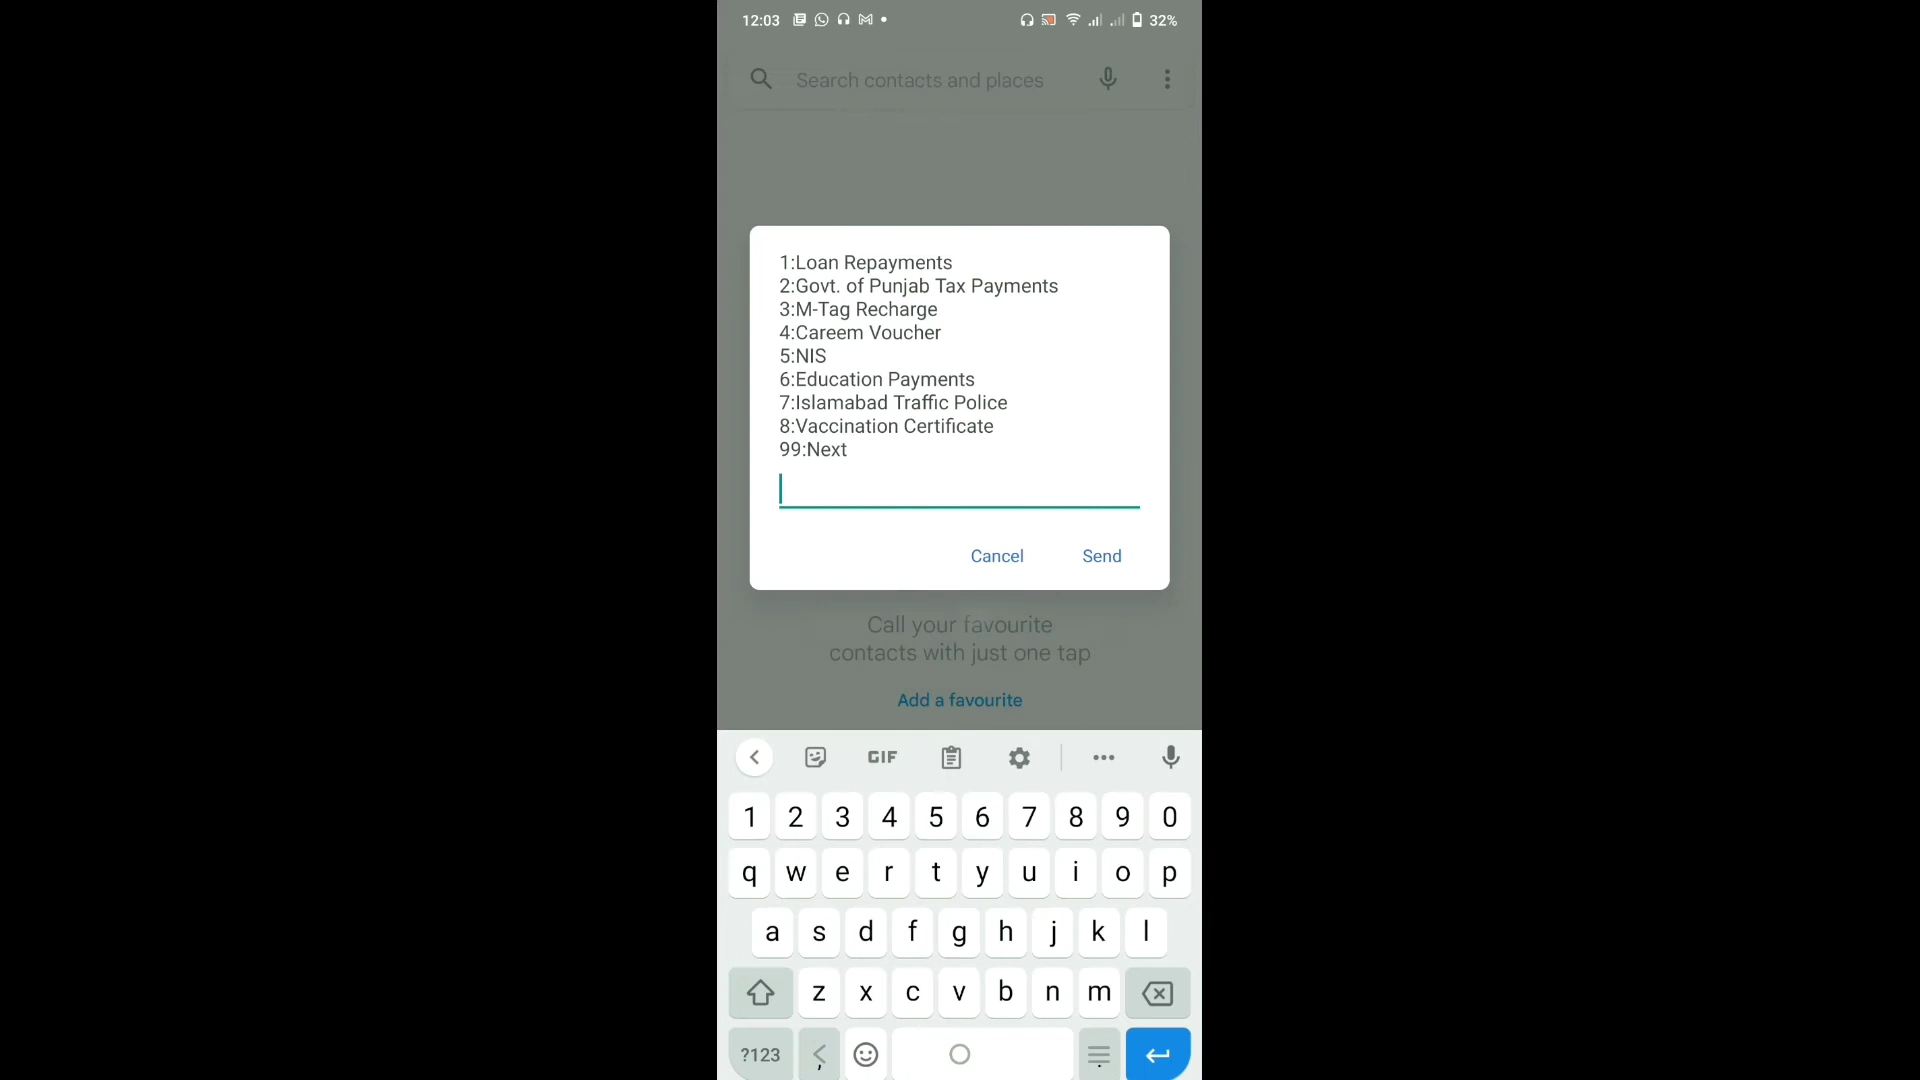 12:03
32%
Search contacts and places
1:Loan Repayments
2:Govt. of Punjab Tax Payments
3:M-Tag Recharge
4:Careem Voucher
5:NIS
6:Education Payments
7:Islamabad Traffic Police
8:Vaccination Certificate
99:Next
Cancel Send
Call your favourite
contacts with just one tap
Add a favourite
GIF
1 2 3 4 5 6 7 8 9 0
q w e r t y u i o p
a s d f g h j k l
z x c v b n m
?123 ,